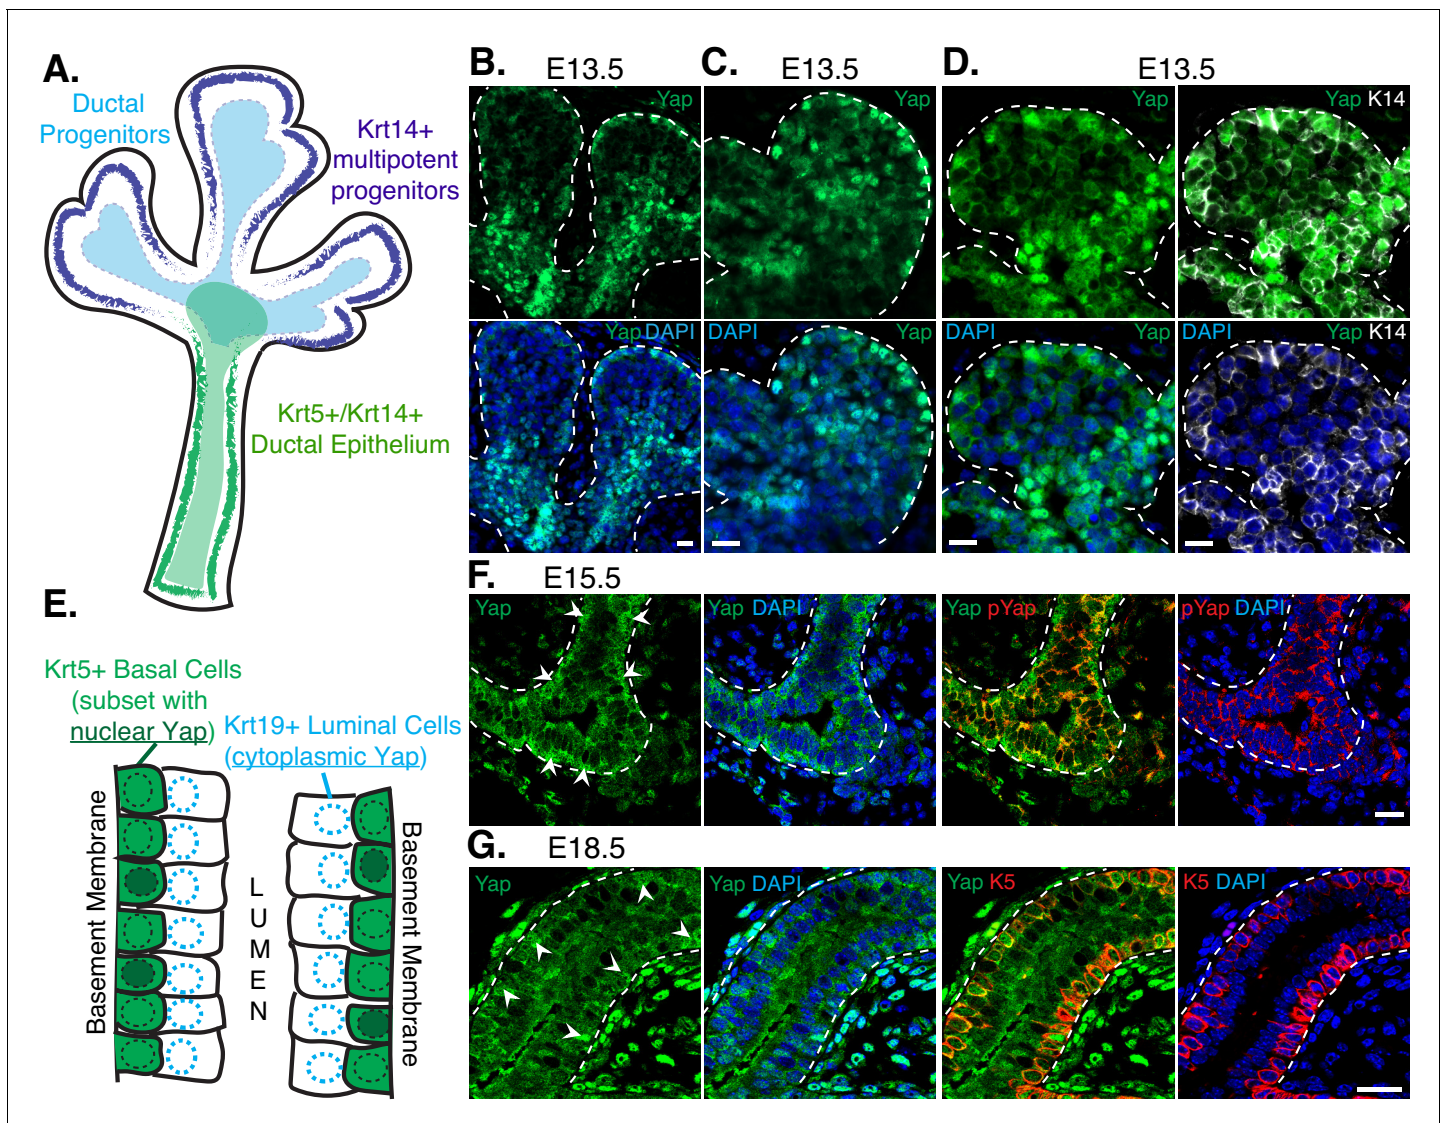 A.
Ductal
Progenitors
Krt14+
multipotent
progenitors
Krt5+/Krt14+
Ductal Epithelium
B. E13.5
Yap
Yap DAPI
C. E13.5
Yap
DAPI Yap
D. E13.5
Yap
Yap K14
DAPI Yap
DAPI Yap K14
E.
Krt5+ Basal Cells
(subset with
nuclear Yap)
Krt19+ Luminal Cells
(cytoplasmic Yap)
Basement Membrane
LUMEN
Basement Membrane
F. E15.5
Yap
Yap DAPI
Yap pYap
pYap DAPI
G. E18.5
Yap
Yap DAPI
Yap K5
K5 DAPI